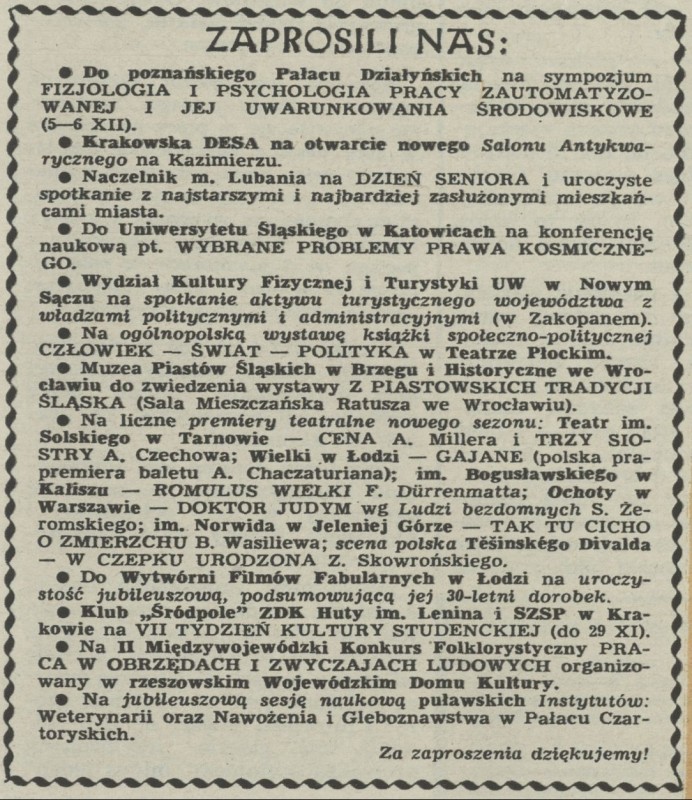 ZAPROSILI NAS:
● Do poznańskiego Pałacu Działyńskich na sympozjum
FIZJOLOGIA I PSYCHOLOGIA PRACY ZAUTOMATYZO-
WANEJ I JEJ UWARUNKOWANIA ŚRODOWISKOWE
(5—6 XII).
● Krakowska DESA na otwarcie nowego Salonu Antykwa-
rycznego na Kazimierzu.
● Naczelnik m. Lubania na DZIEŃ SENIORA i uroczyste
spotkanie z najstarszymi i najbardziej zasłużonymi mieszkań-
cami miasta.
● Do Uniwersytetu Śląskiego w Katowicach na konferencję
naukową pt. WYBRANE PROBLEMY PRAWA KOSMICZNE-
GO.
● Wydział Kultury Fizycznej i Turystyki UW w Nowym
Sączu na spotkanie aktywu turystycznego województwa z
władzami politycznymi i administracyjnymi (w Zakopanem).
● Na ogólnopolską wystawę książki społeczno-politycznej
CZŁOWIEK — ŚWIAT — POLITYKA w Teatrze Płockim.
● Muzea Piastów Śląskich w Brzegu i Historyczne we Wro-
cławiu do zwiedzenia wystawy Z PIASTOWSKICH TRADYCJI
ŚLĄSKA (Sala Mieszczańska Ratusza we Wrocławiu).
● Na liczne premiery teatralne nowego sezonu: Teatr im.
Solskiego w Tarnowie — CENA A. Millera i TRZY SIO-
STRY A. Czechowa; Wielki w Łodzi — GAJANE (polska pra-
premiera baletu A. Chaczaturiana); im. Bogusławskiego w
Kaliszu — ROMULUS WIELKI F. Dürrenmatta; Ochoty w
Warszawie — DOKTOR JUDYM wg Ludzi bezdomnych S. Że-
romskiego; im. Norwida w Jeleniej Górze — TAK TU CICHO
O ZMIERZCHU B. Wasiliewa; scena polska Těšínského Divalda
— W CZEPKU URODZONA Z. Skowrońskiego.
● Do Wytwórni Filmów Fabularnych w Łodzi na uroczy-
stość jubileuszową, podsumowującą jej 30-letni dorobek.
● Klub „Śródpole” ZDK Huty im. Lenina i SZSP w Kra-
kowie na VII TYDZIEŃ KULTURY STUDENCKIEJ (do 29 XI).
● Na II Międzywojewódzki Konkurs Folklorystyczny PRA-
CA W OBRZĘDACH I ZWYCZAJACH LUDOWYCH organizo-
wany w rzeszowskim Wojewódzkim Domu Kultury.
● Na jubileuszową sesję naukową puławskich Instytutów:
Weterynarii oraz Nawożenia i Gleboznawstwa w Pałacu Czar-
toryskich.
Za zaproszenia dziękujemy!